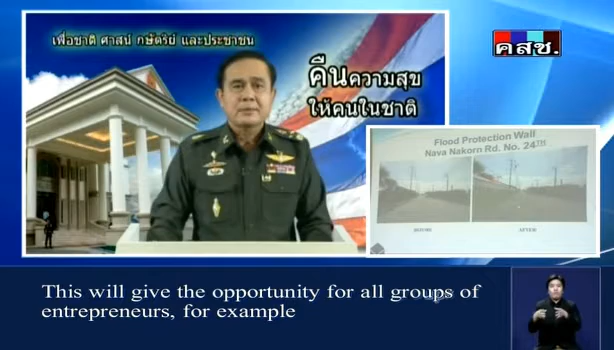 เพื่อชาติ ศาสน์ กษัตริย์ และประชาชน
คืนความสุข
ให้คนในชาติ
คสช.
Flood Protection Wall
Nava Nakorn Rd. No. 24
BEFORE
AFTER
This will give the opportunity for all groups of
entrepreneurs, for example